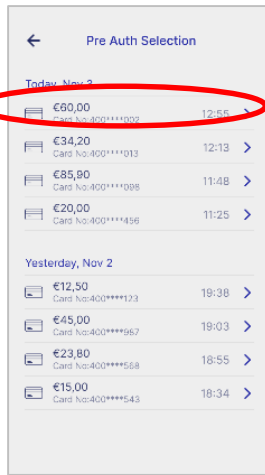 Pre Auth Selection
Today, Nov 3
€60,00 12:55
Card No:400****002
€34,20 12:13
Card No:400****013
€85,90 11:48
Card No:400****098
€20,00 11:25
Card No:400****456
Yesterday, Nov 2
€12,50 19:38
Card No:400****123
€45,00 19:03
Card No:400****967
€23,80 18:55
Card No:400****568
€15,00 18:34
Card No:400****543